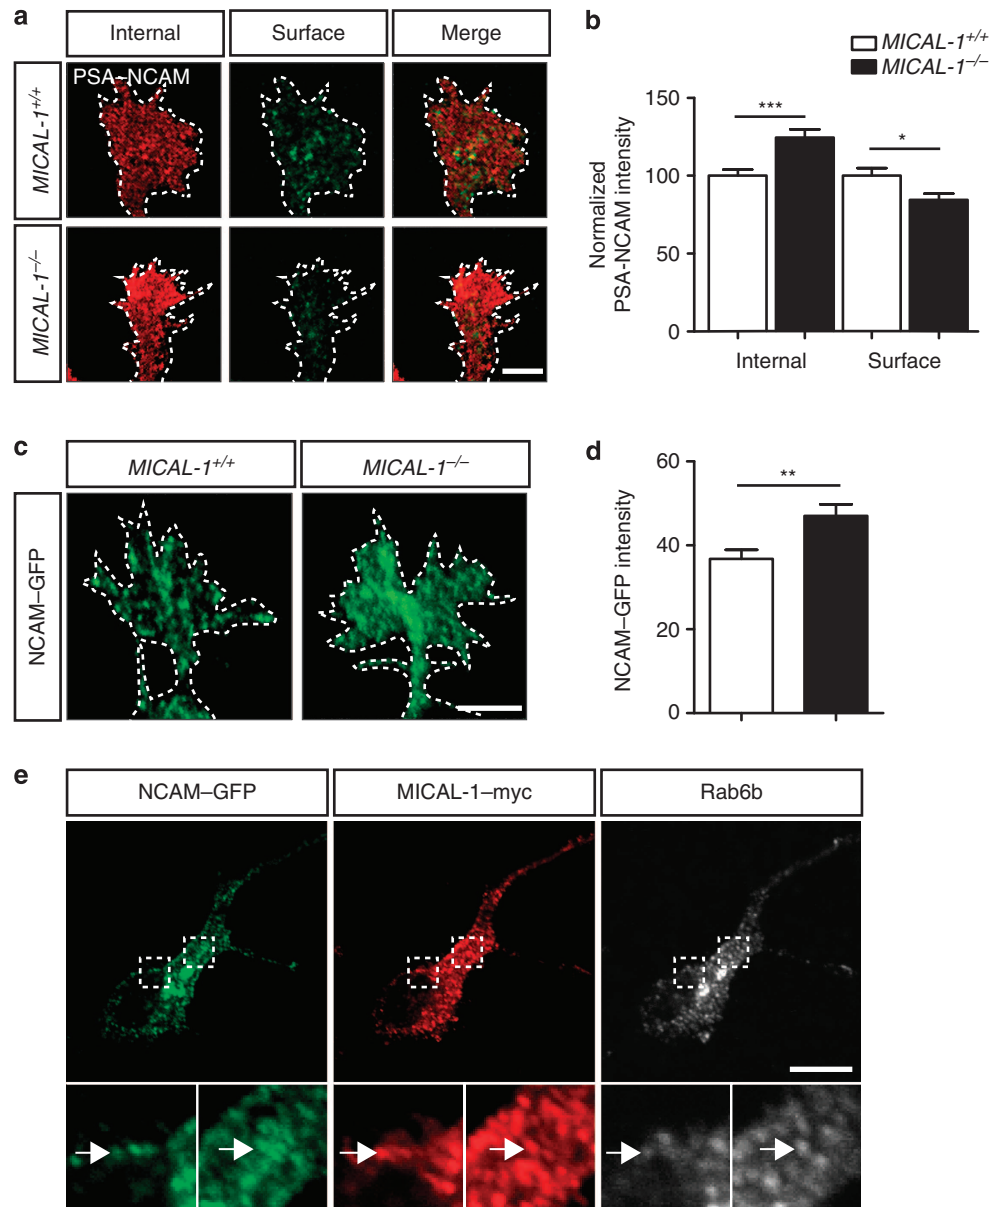 a
Internal
Surface
Merge
MICAL-1+/+
PSA–NCAM
MICAL-1−/−
b
MICAL-1+/+
MICAL-1−/−
Normalized
PSA-NCAM intensity
150
100
50
0
***
*
Internal
Surface
c
MICAL-1+/+
MICAL-1−/−
NCAM–GFP
d
NCAM–GFP intensity
60
40
20
0
**
e
NCAM–GFP
MICAL-1–myc
Rab6b